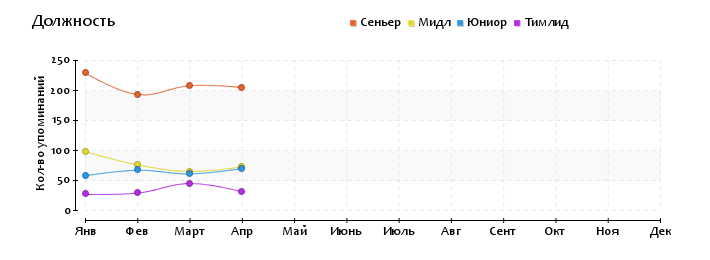 Должность
Сеньер Мидл Юниор Тимлид
Кол-во упоминаний
250
200
150
100
50
0
Янв Фев Март Апр Май Июнь Июль Авг Сент Окт Ноя Дек